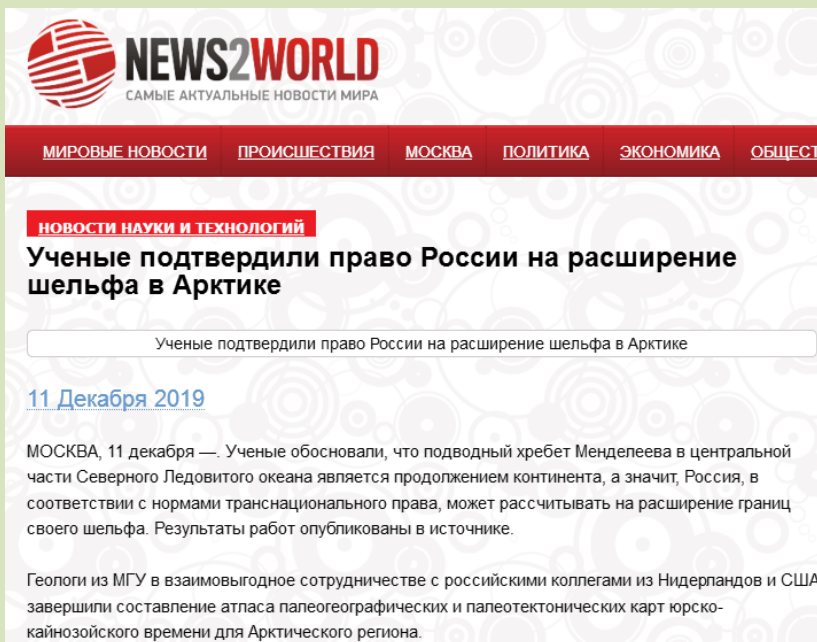 NEWS2WORLD
САМЫЕ АКТУАЛЬНЫЕ НОВОСТИ МИРА
МИРОВЫЕ НОВОСТИ ПРОИСШЕСТВИЯ МОСКВА ПОЛИТИКА ЭКОНОМИКА ОБЩЕСТ
НОВОСТИ НАУКИ И ТЕХНОЛОГИЙ
Ученые подтвердили право России на расширение
шельфа в Арктике
Ученые подтвердили право России на расширение шельфа в Арктике
11 Декабря 2019
МОСКВА, 11 декабря —. Ученые обосновали, что подводный хребет Менделеева в центральной
части Северного Ледовитого океана является продолжением континента, а значит, Россия, в
соответствии с нормами транснационального права, может рассчитывать на расширение границ
своего шельфа. Результаты работ опубликованы в источнике.
Геологи из МГУ в взаимовыгодное сотрудничестве с российскими коллегами из Нидерландов и США
завершили составление атласа палеогеографических и палеотектонических карт юрско-
кайнозойского времени для Арктического региона.